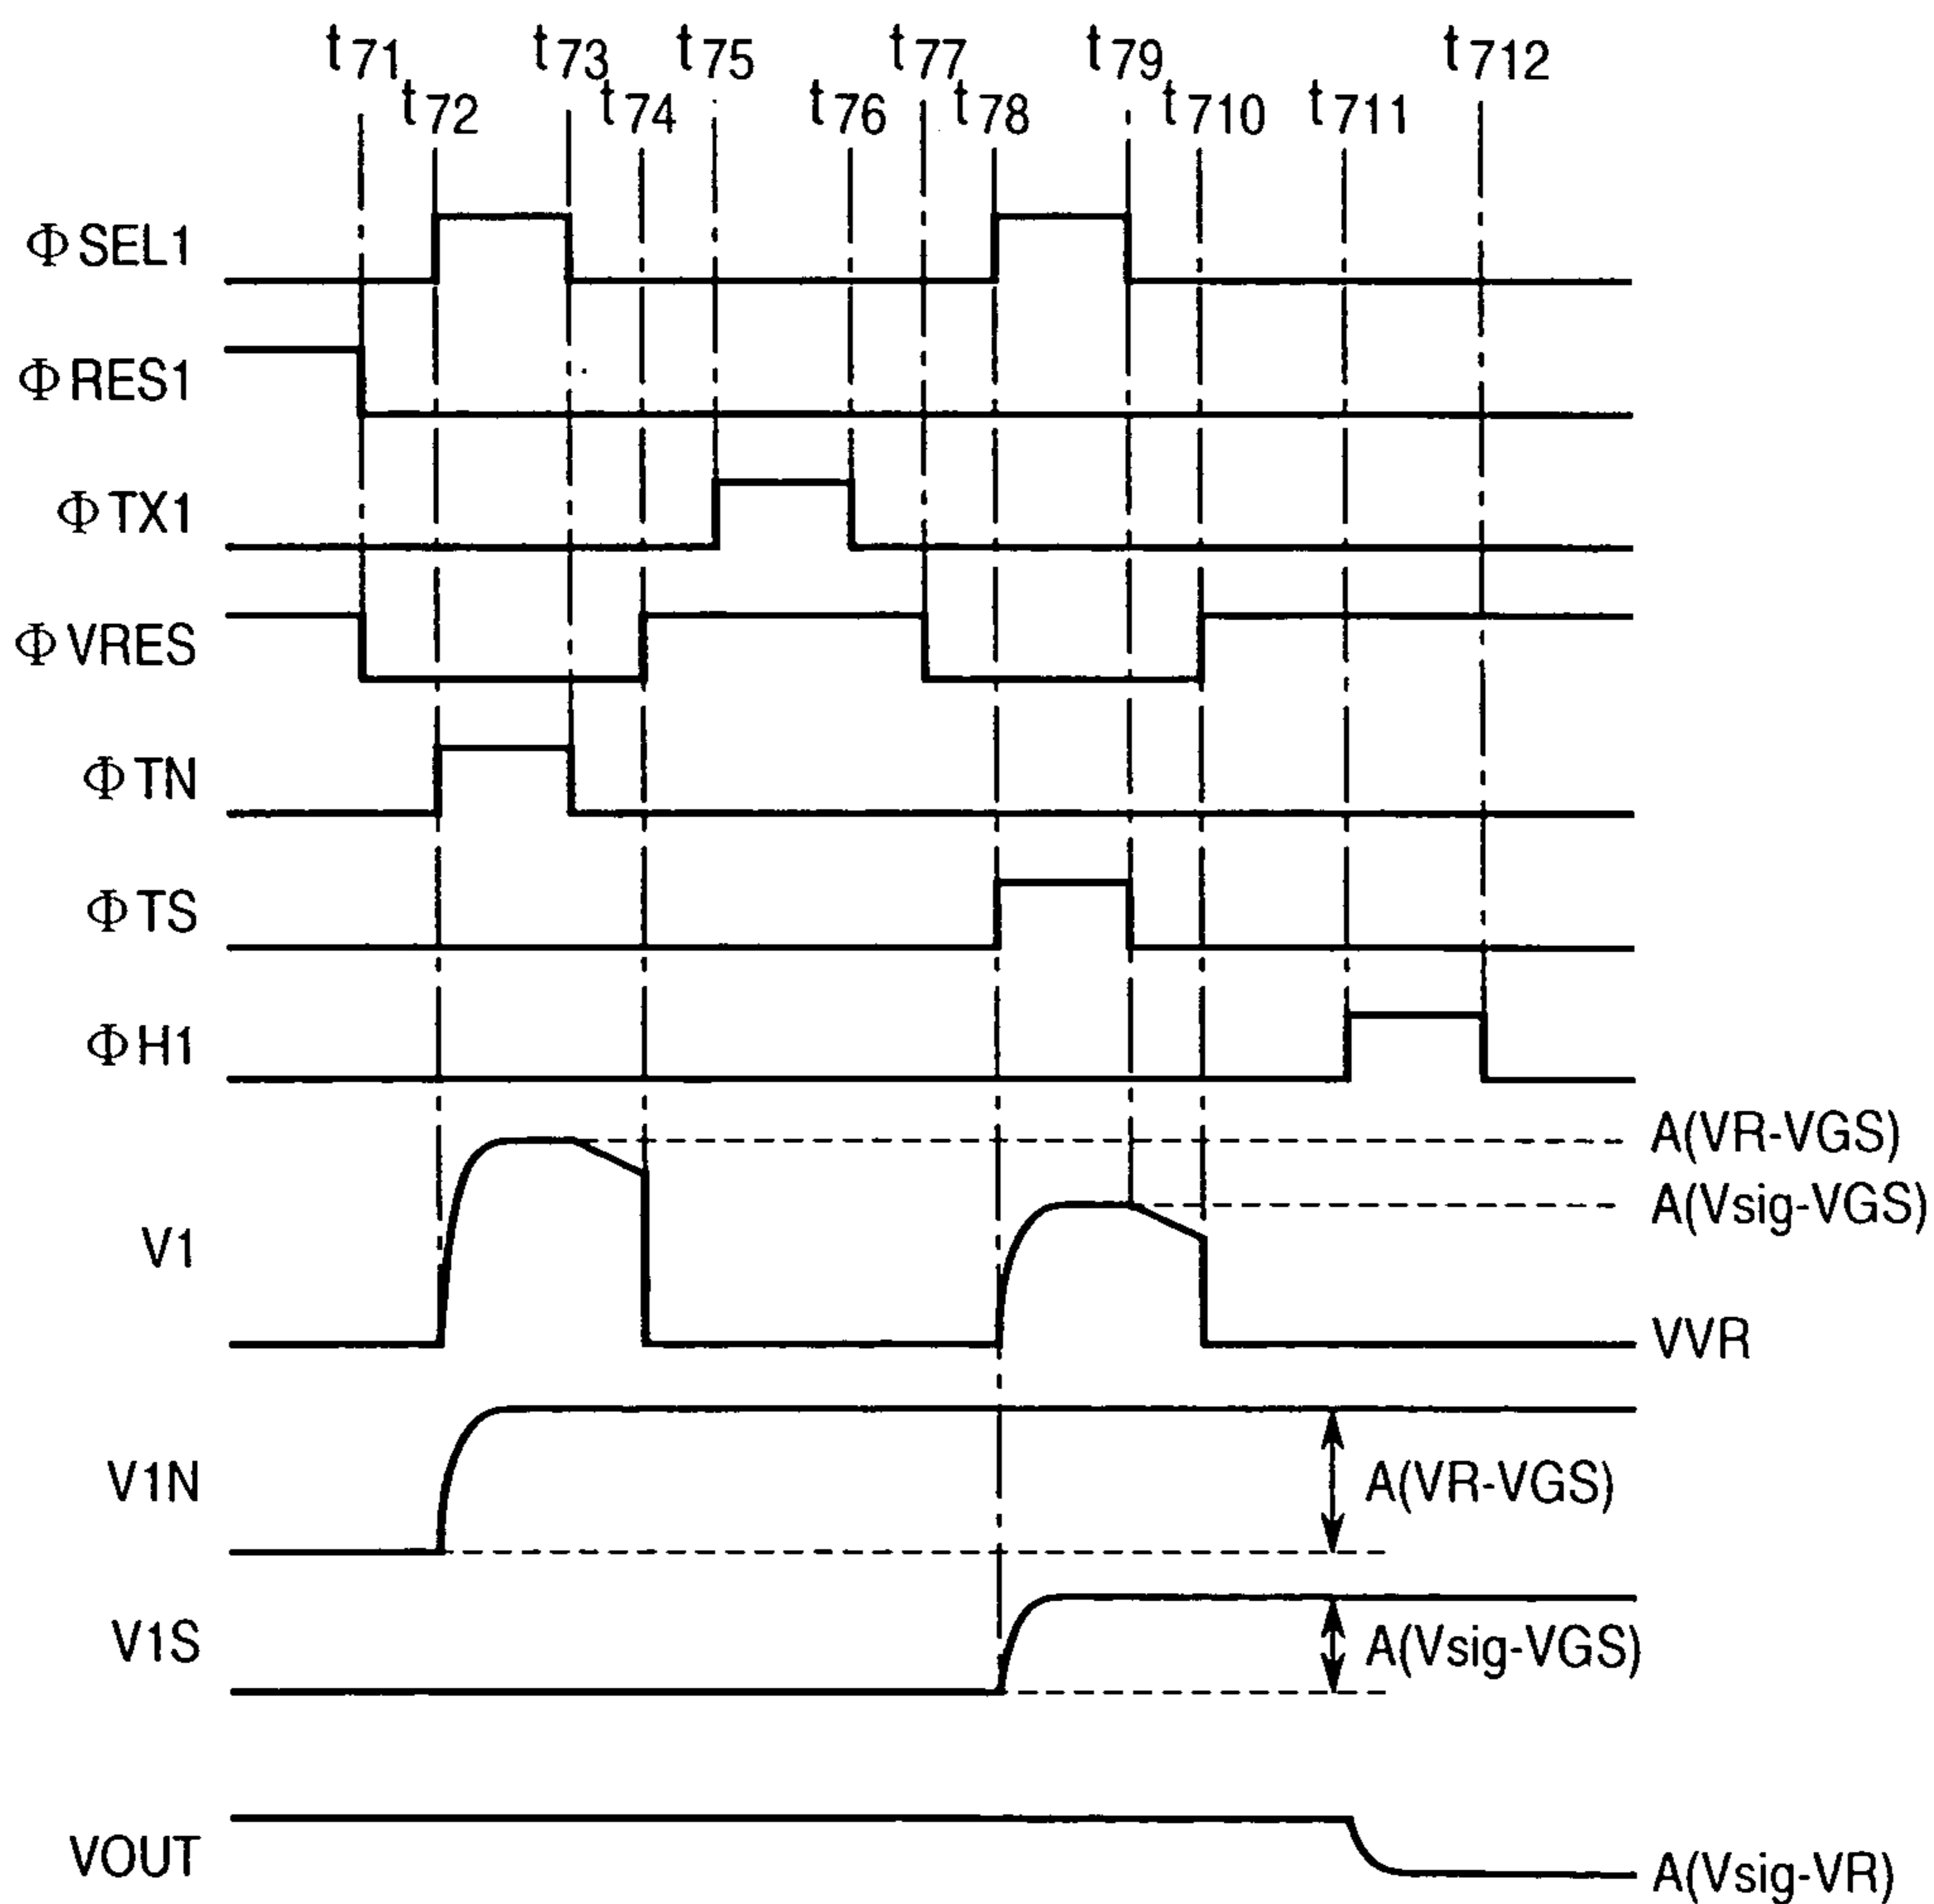 t71 t73 t75 t77 t79 t712
t72 t74 t76 t78 t710 t711
ΦSEL1
ΦRES1
ΦTX1
ΦVRES
ΦTN
ΦTS
ΦH1
A(VR-VGS)
A(Vsig-VGS)
V1
VVR
V1N
A(VR-VGS)
V1S
A(Vsig-VGS)
VOUT
A(Vsig-VR)